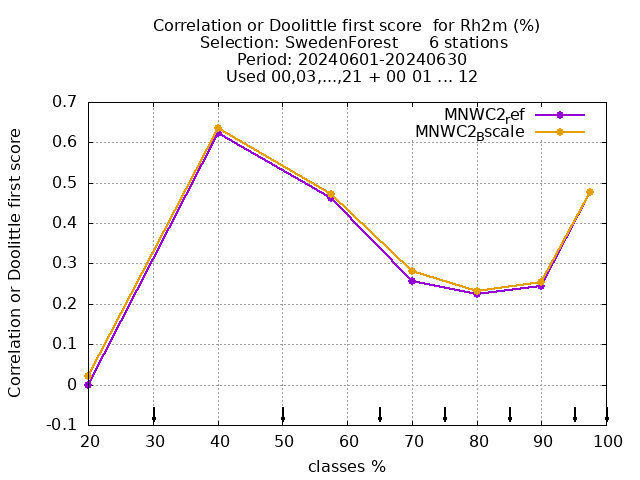 Correlation or Doolittle first score  for Rh2m (%)
Selection: SwedenForest      6 stations
Period: 20240601-20240630
Used 00,03,...,21 + 00 01 ... 12
Correlation or Doolittle first score
MNWC2ref
MNWC2Bscale
0.7
0.6
0.5
0.4
0.3
0.2
0.1
0
-0.1
20 30 40 50 60 70 80 90 100
classes %